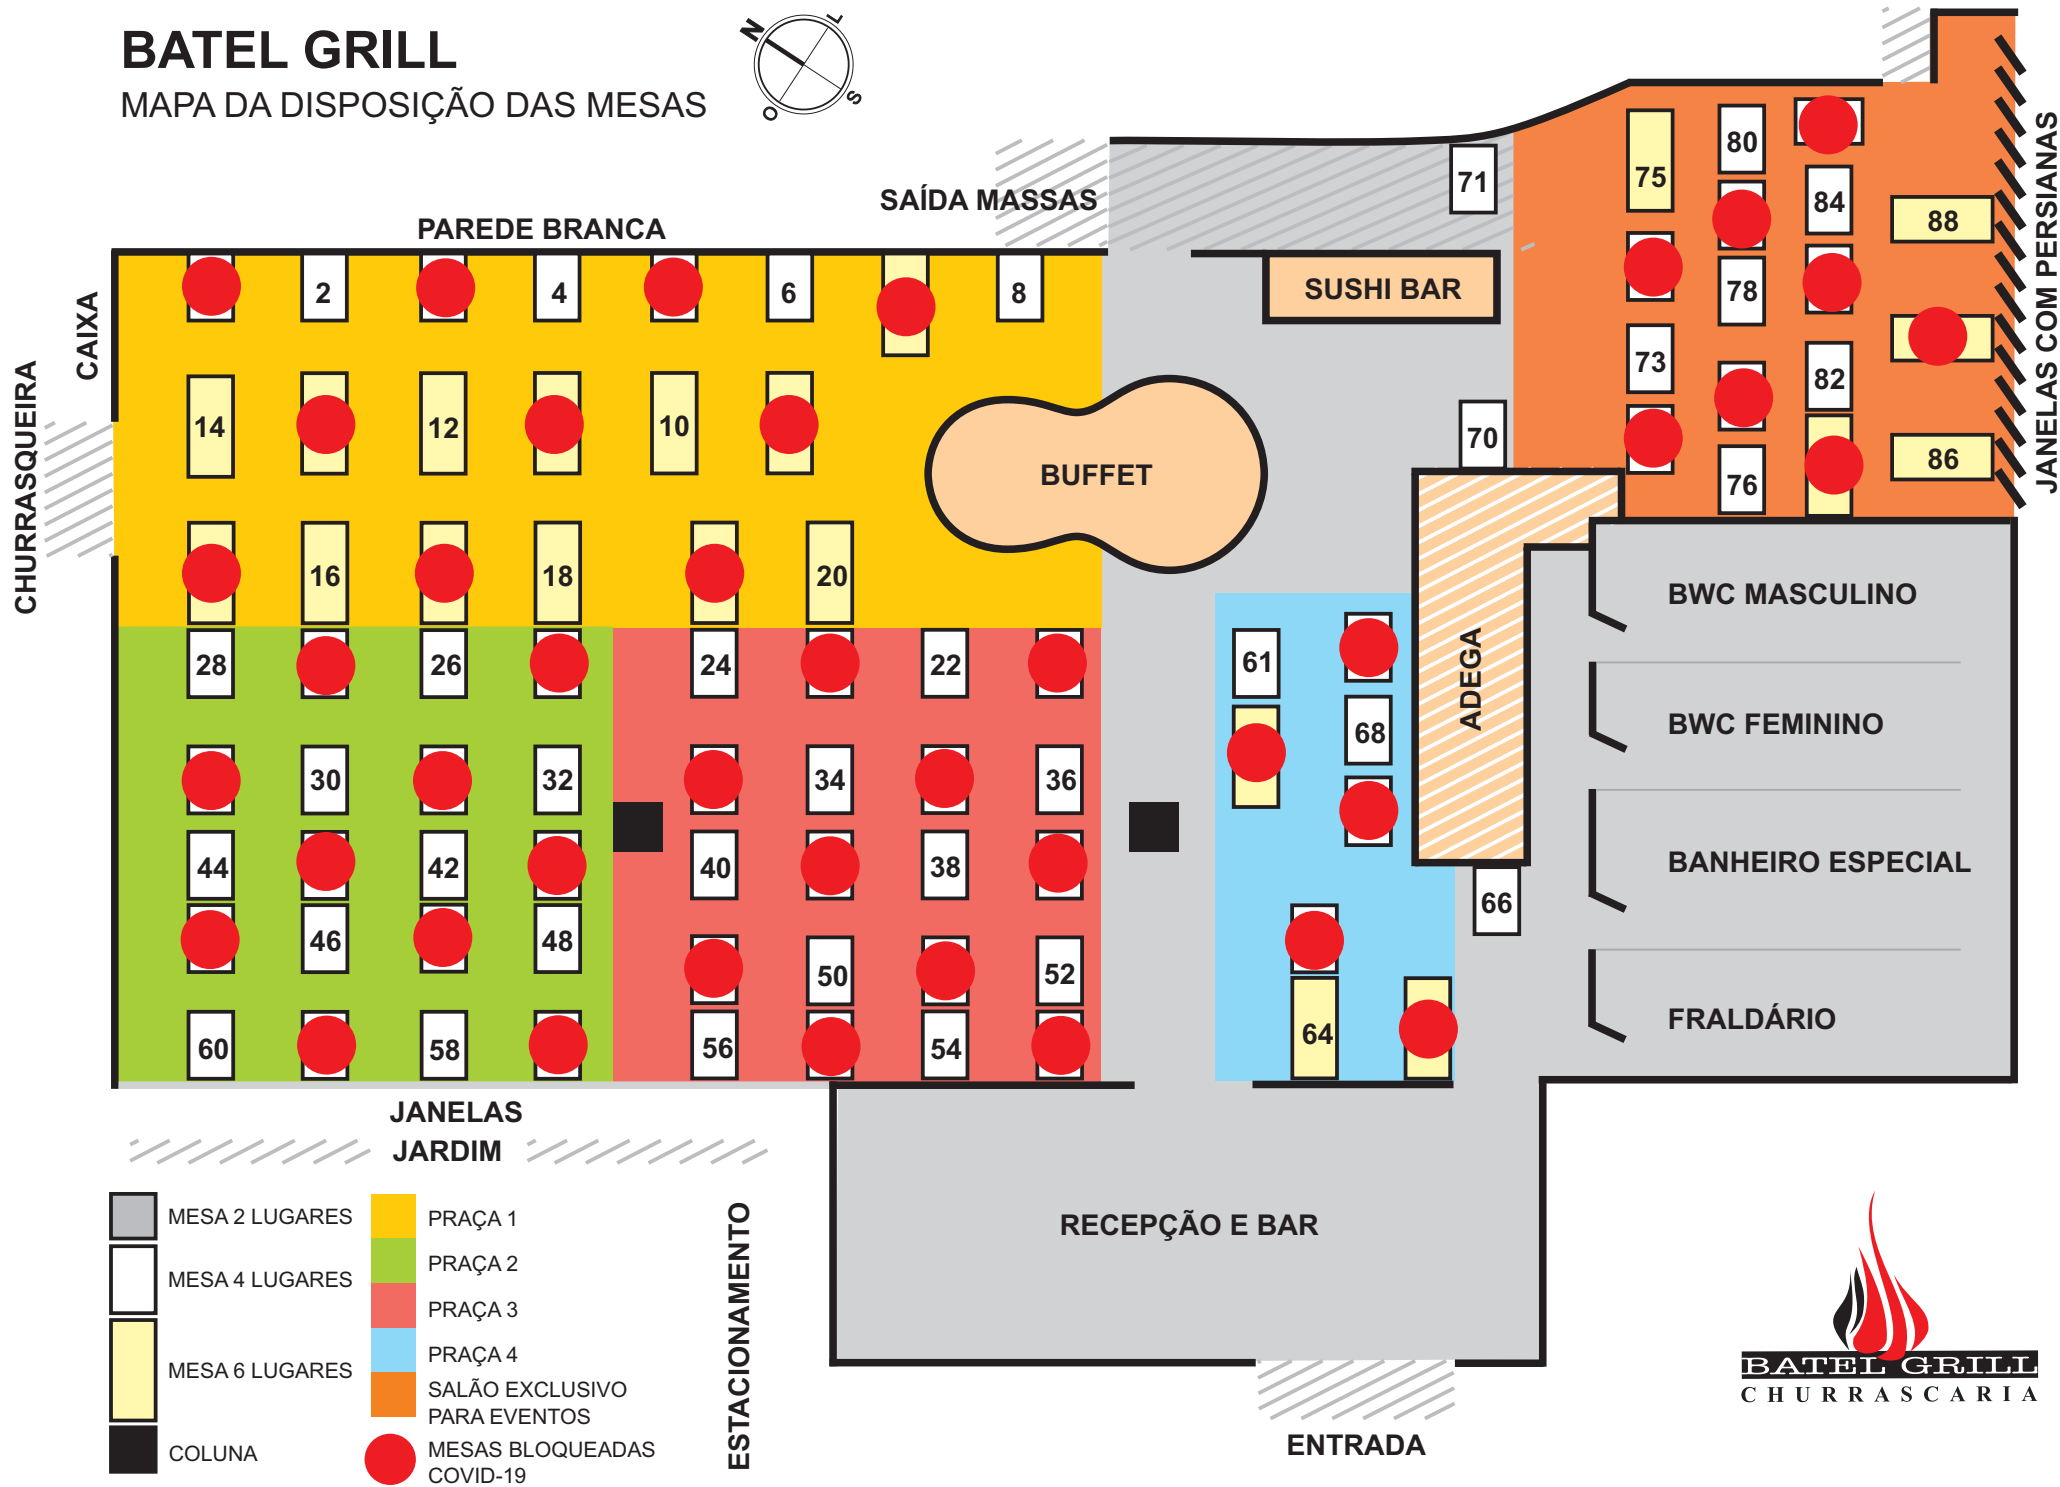 BATEL GRILL
MAPA DA DISPOSIÇÃO DAS MESAS
N
L
O
S
SAÍDA MASSAS
PAREDE BRANCA
CAIXA
CHURRASQUEIRA
JANELAS COM PERSIANAS
2
4
6
8
14
12
10
16
18
20
28
26
24
22
30
32
34
36
44
42
40
38
46
48
50
52
60
58
56
54
BUFFET
SUSHI BAR
71
70
75
80
84
88
78
73
82
76
86
61
68
66
64
ADEGA
BWC MASCULINO
BWC FEMININO
BANHEIRO ESPECIAL
FRALDÁRIO
JANELAS
JARDIM
ESTACIONAMENTO
RECEPÇÃO E BAR
ENTRADA
MESA 2 LUGARES
MESA 4 LUGARES
MESA 6 LUGARES
COLUNA
PRAÇA 1
PRAÇA 2
PRAÇA 3
PRAÇA 4
SALÃO EXCLUSIVO
PARA EVENTOS
MESAS BLOQUEADAS
COVID-19
BATEL GRILL
CHURRASCARIA